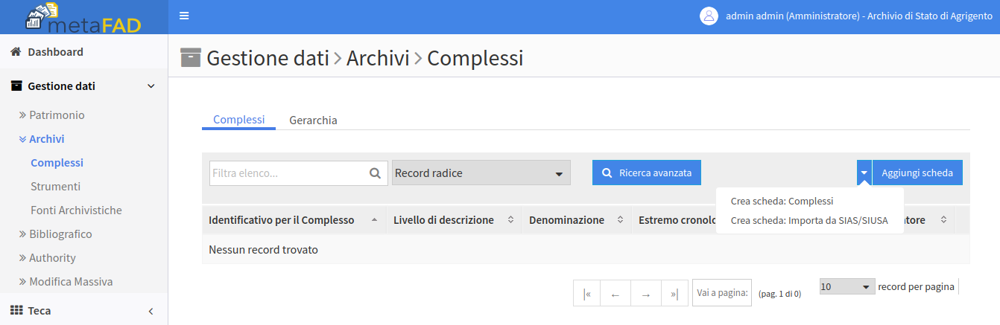 metaFAD
admin admin (Amministratore) - Archivio di Stato di Agrigento
Dashboard
Gestione dati
Patrimonio
Archivi
Complessi
Strumenti
Fonti Archivistiche
Bibliografico
Authority
Modifica Massiva
Teca
Gestione dati > Archivi > Complessi
Complessi Gerarchia
Filtra elenco... Record radice Ricerca avanzata Aggiungi scheda
Crea scheda: Complessi
Crea scheda: Importa da SIAS/SIUSA
Identificativo per il Complesso Livello di descrizione Denominazione Estremo cronolo atore
Nessun record trovato
|« ← → »| Vai a pagina: (pag. 1 di 0) 10 record per pagina